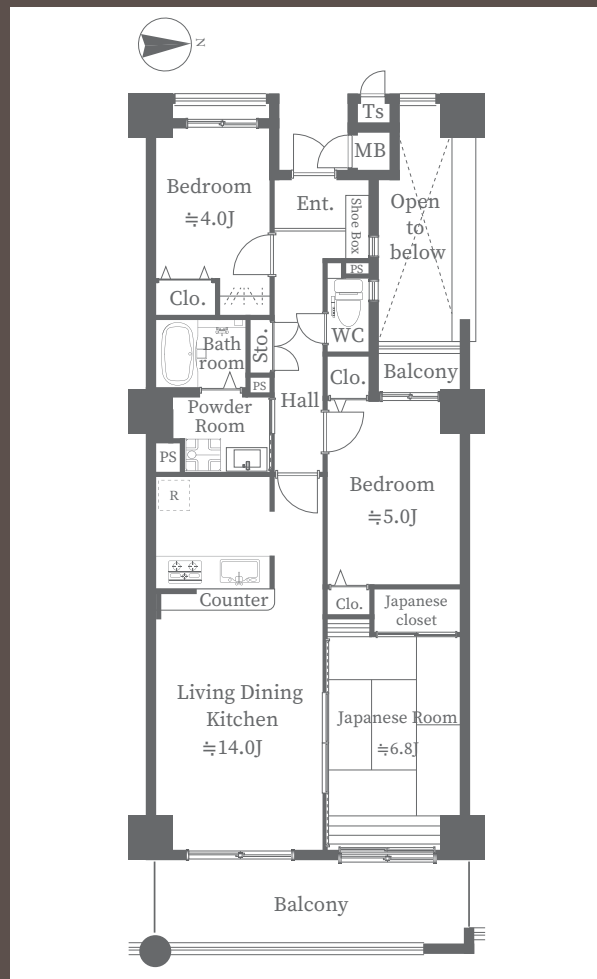 N
Ts
MB
Bedroom
≒4.0J
Ent.
Shoe Box
Open
to
below
PS
Clo.
WC
Bath
room
Sto.
Clo.
Balcony
PS
Hall
Powder
Room
PS
Bedroom
≒5.0J
R
Counter
Clo.
Japanese
closet
Living Dining
Kitchen
≒14.0J
Japanese Room
≒6.8J
Balcony